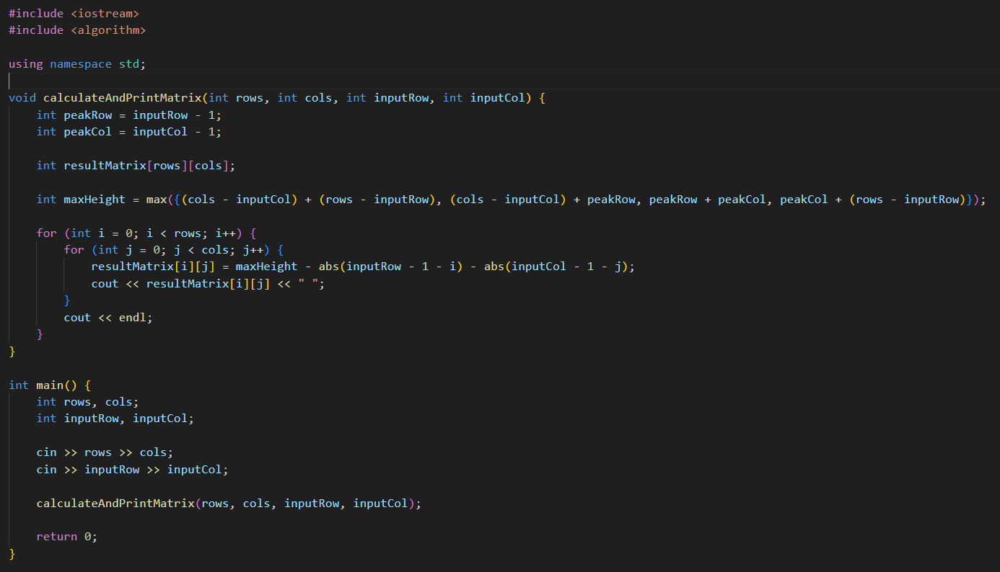 #include <iostream>
#include <algorithm>

using namespace std;

void calculateAndPrintMatrix(int rows, int cols, int inputRow, int inputCol) {
    int peakRow = inputRow - 1;
    int peakCol = inputCol - 1;

    int resultMatrix[rows][cols];

    int maxHeight = max({(cols - inputCol) + (rows - inputRow), (cols - inputCol) + peakRow, peakRow + peakCol, peakCol + (rows - inputRow)});

    for (int i = 0; i < rows; i++) {
        for (int j = 0; j < cols; j++) {
            resultMatrix[i][j] = maxHeight - abs(inputRow - 1 - i) - abs(inputCol - 1 - j);
            cout << resultMatrix[i][j] << " ";
        }
        cout << endl;
    }
}

int main() {
    int rows, cols;
    int inputRow, inputCol;

    cin >> rows >> cols;
    cin >> inputRow >> inputCol;

    calculateAndPrintMatrix(rows, cols, inputRow, inputCol);

    return 0;
}